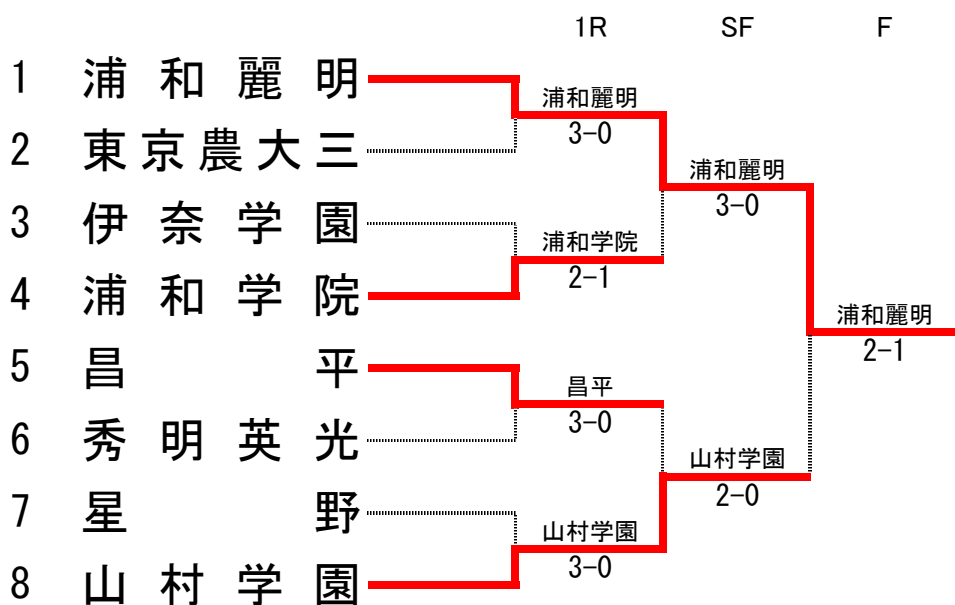 1R SF F
1 浦和麗明
浦和麗明
3-0
2 東京農大三
浦和麗明
3-0
3 伊奈学園
浦和学院
2-1
4 浦和学院
浦和麗明
2-1
5 昌平
昌平
3-0
6 秀明英光
山村学園
2-0
7 星野
山村学園
3-0
8 山村学園